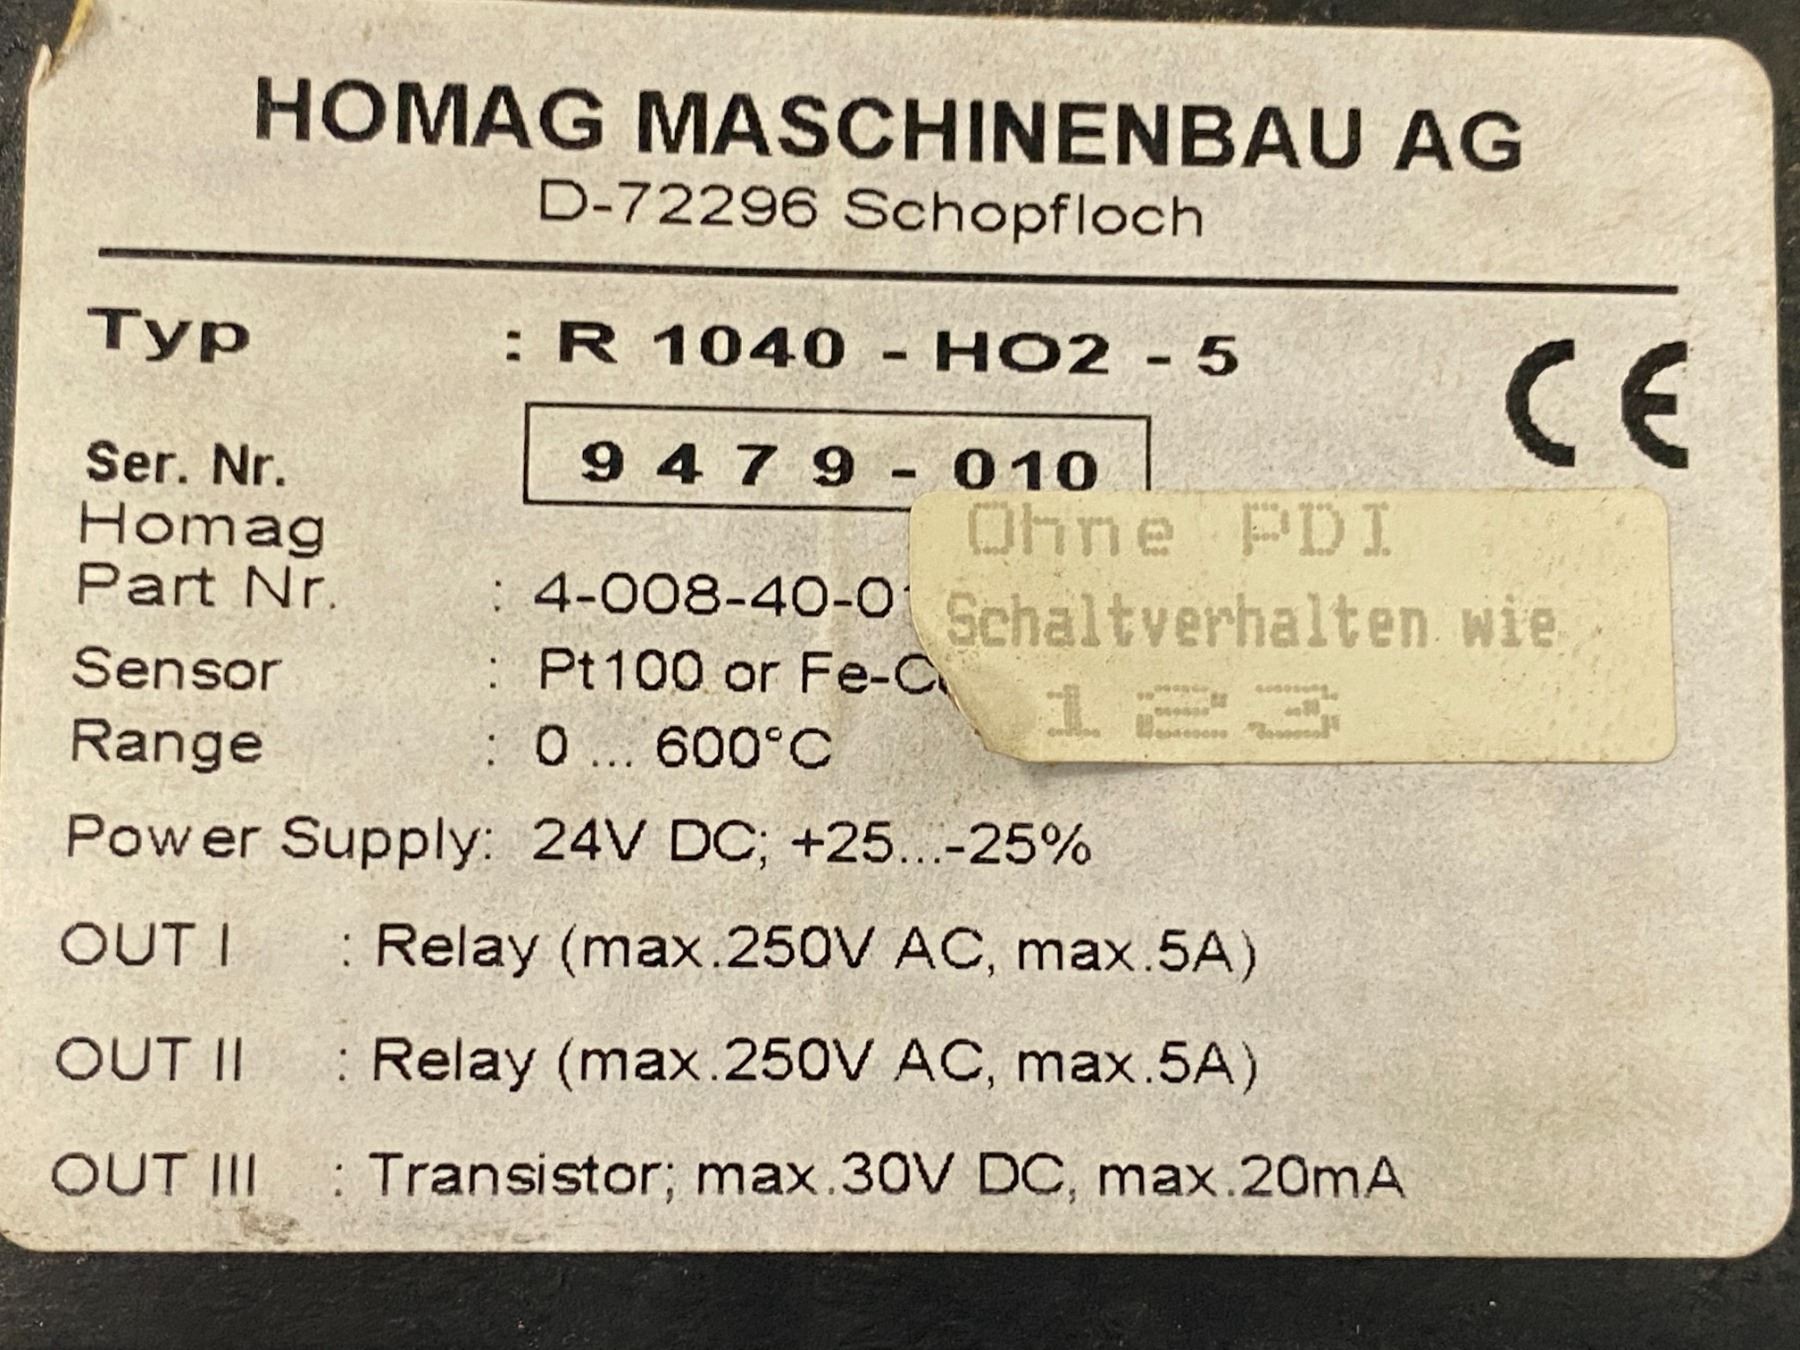 HOMAG MASCHINENBAU AG
D-72296 Schopfloch
Typ : R 1040 - HO2 - 5
CE
Ser. Nr. 9 4 7 9 - 010
Homag
Part Nr. : 4-008-40-0
Ohne PDI
Schaltverhalten wie
123
Sensor : Pt100 or Fe-C
Range : 0 ... 600°C
Power Supply: 24V DC; +25...-25%
OUT I : Relay (max.250V AC, max.5A)
OUT II : Relay (max.250V AC, max.5A)
OUT III : Transistor; max.30V DC, max.20mA